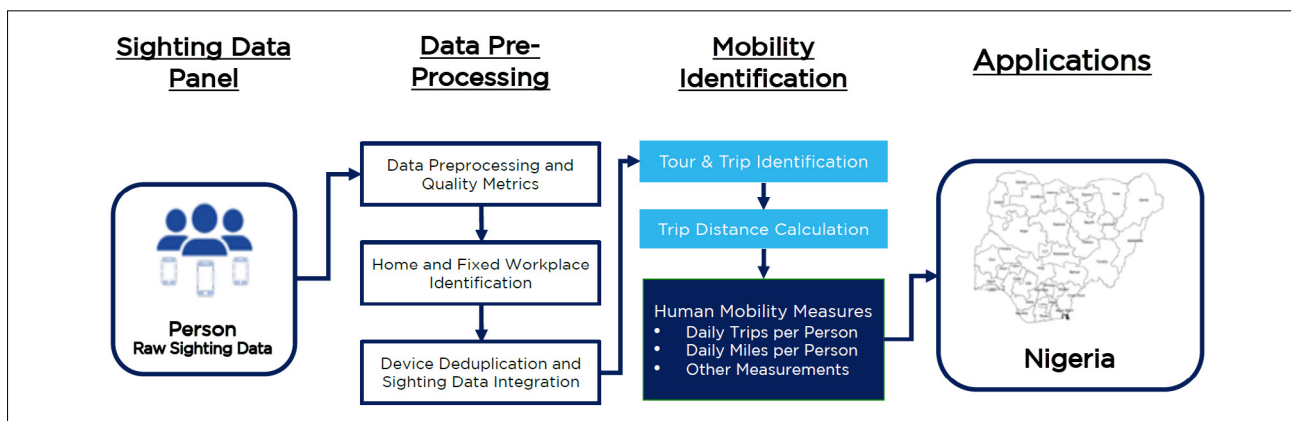 Sighting Data
Panel
Data Pre-
Processing
Mobility
Identification
Applications
Person
Raw Sighting Data
Data Preprocessing and
Quality Metrics
Home and Fixed Workplace
Identification
Device Deduplication and
Sighting Data Integration
Tour & Trip Identification
Trip Distance Calculation
Human Mobility Measures
• Daily Trips per Person
• Daily Miles per Person
• Other Measurements
Nigeria